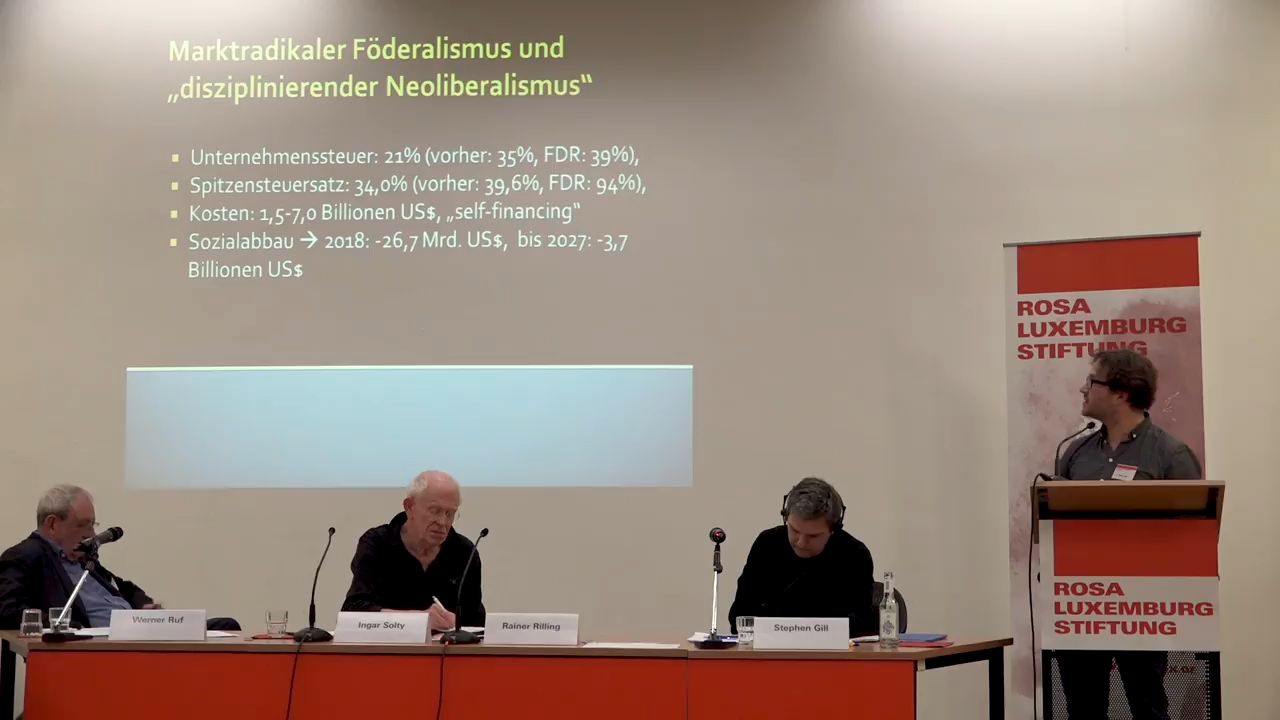 Marktradikaler Föderalismus und
„disziplinierender Neoliberalismus“
▪ Unternehmenssteuer: 21% (vorher: 35%, FDR: 39%),
▪ Spitzensteuersatz: 34,0% (vorher: 39,6%, FDR: 94%),
▪ Kosten: 1,5-7,0 Billionen US$, „self-financing“
▪ Sozialabbau → 2018: -26,7 Mrd. US$, bis 2027: -3,7
Billionen US$
ROSA
LUXEMBURG
STIFTUNG
Werner Ruf
Ingar Solty
Rainer Rilling
Stephen Gill
ROSA
LUXEMBURG
STIFTUNG